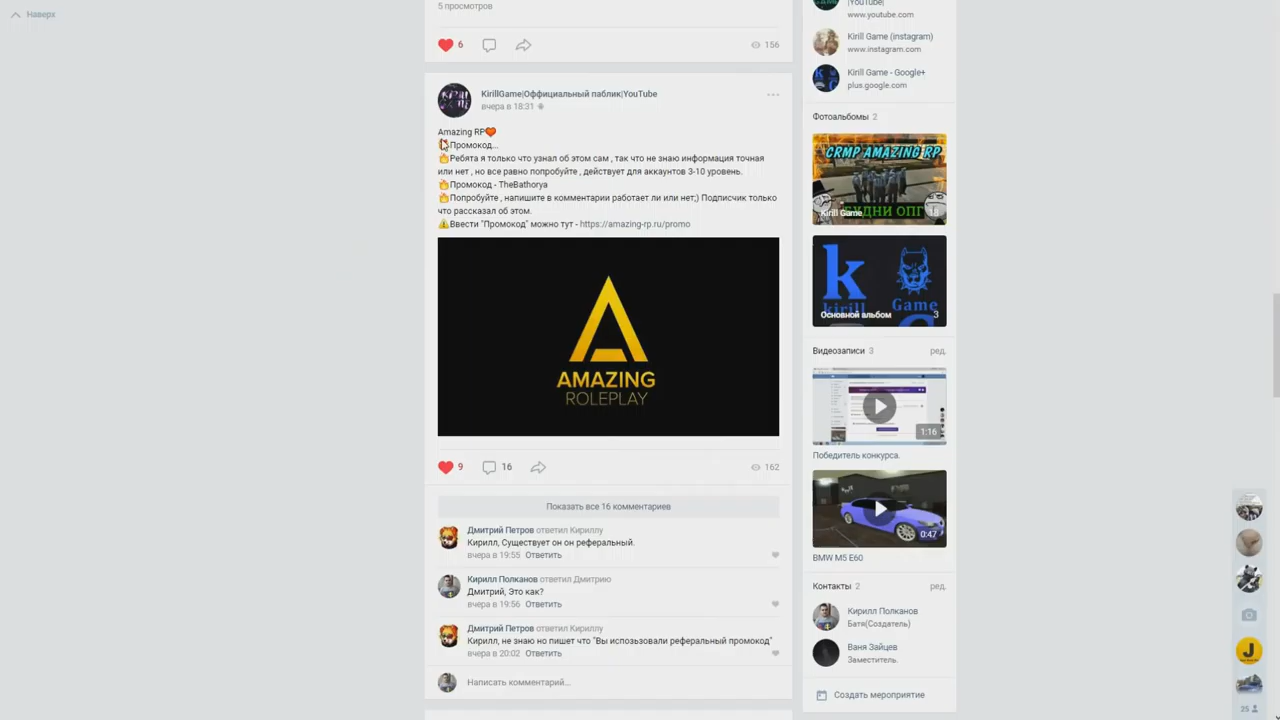 Наверх
5 просмотров
6
156
KirillGame|Оффициальный паблик|YouTube
вчера в 18:31
Amazing RP
Промокод...
Ребята я только что узнал об этом сам , так что не знаю информация точная
или нет , но все равно попробуйте , действует для аккаунтов 3-10 уровень.
Промокод - TheBathorya
Попробуйте , напишите в комментарии работает ли или нет;) Подписчик только
что рассказал об этом.
Ввести "Промокод" можно тут - https://amazing-rp.ru/promo
AMAZING
ROLEPLAY
9
16
162
Показать все 16 комментариев
Дмитрий Петров ответил Кириллу
Кирилл, Существует он он реферальный.
вчера в 19:55 Ответить
Кирилл Полканов ответил Дмитрию
Дмитрий, Это как?
вчера в 19:56 Ответить
Дмитрий Петров ответил Кириллу
Кирилл, не знаю но пишет что "Вы использовали реферальный промокод"
вчера в 20:02 Ответить
Написать комментарий...
|YouTube|
www.youtube.com
Kirill Game (instagram)
www.instagram.com
Kirill Game - Google+
plus.google.com
Фотоальбомы 2
CRMP AMAZING RP
БУДНИ ОПГ
Kirill Game
18
k
kirill
Game
Основной альбом
3
Видеозаписи 3
ред.
1:16
Победитель конкурса.
0:47
BMW M5 E60
Контакты 2
ред.
Кирилл Полканов
Батя(Создатель)
Ваня Зайцев
Заместитель.
Создать мероприятие
J
25